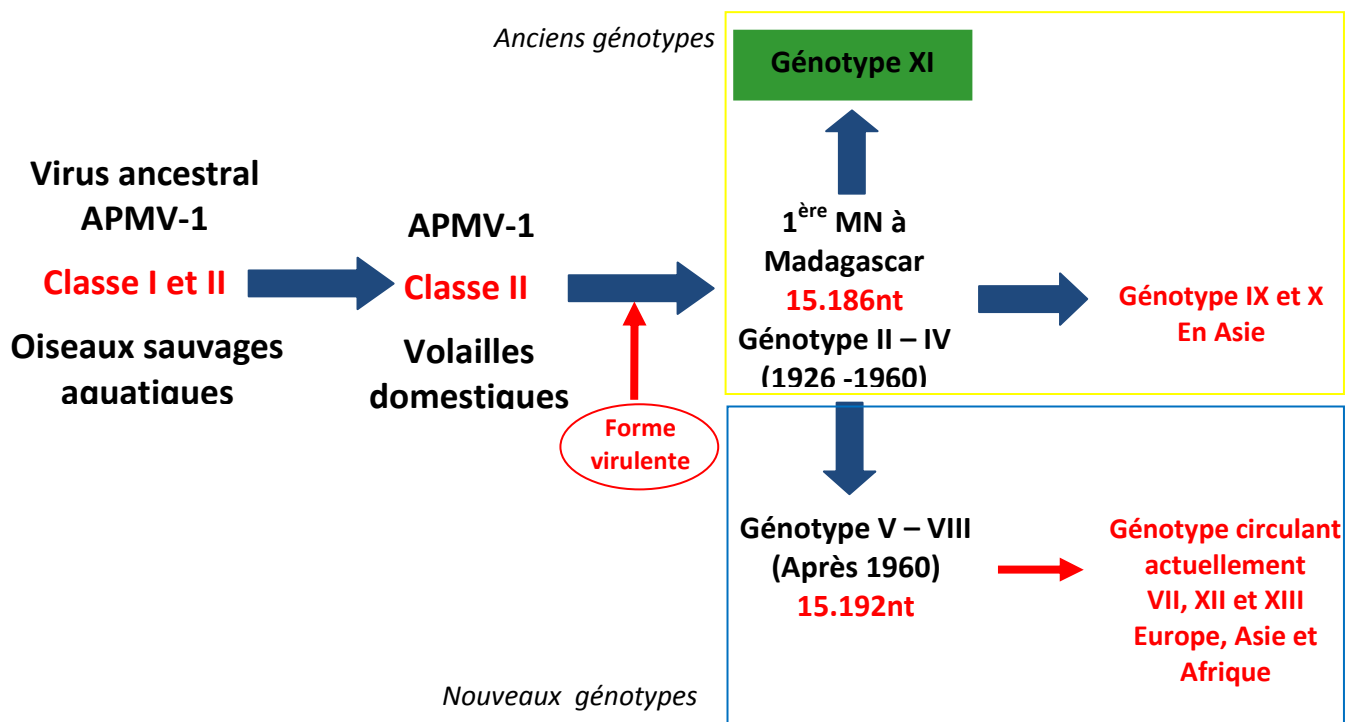 Anciens génotypes
Génotype XI
Virus ancestral
APMV-1
Classe I et II
Oiseaux sauvages
aquatiques
APMV-1
Classe II
Volailles
domestiques
Forme
virulente
1ère MN à
Madagascar
15.186nt
Génotype II – IV
(1926 -1960)
Génotype IX et X
En Asie
Génotype V – VIII
(Après 1960)
15.192nt
Génotype circulant
actuellement
VII, XII et XIII
Europe, Asie et
Afrique
Nouveaux génotypes